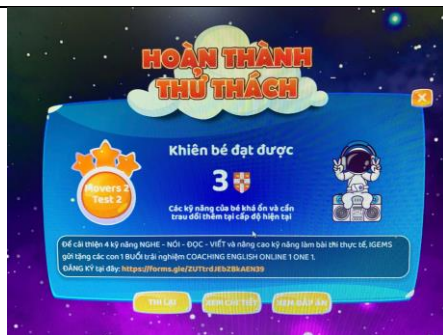 HOÀN THÀNH
THỬ THÁCH
Khiên bé đạt được
Movers 2
Test 2
3
Các kỹ năng của bé khá ổn và cần
trau dồi thêm tại cấp độ hiện tại
Để cải thiện 4 kỹ năng NGHE - NÓI - ĐỌC - VIẾT và nâng cao kỹ năng làm bài thi thực tế, IGEMS
gửi tặng các con 1 BUỔI trải nghiệm COACHING ENGLISH ONLINE 1 ONE 1.
ĐĂNG KÝ tại đây: https://forms.gle/ZUTtrdJEbZBkAEN39
THI LẠI XEM CHI TIẾT XEM ĐÁP ÁN